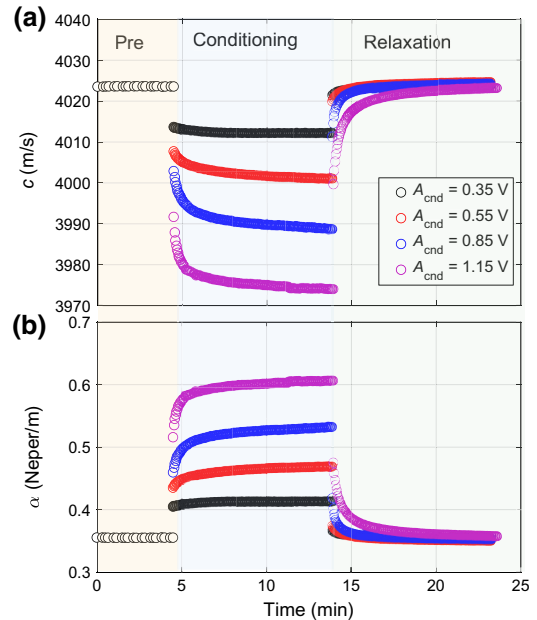 (a)
4040
4030
4020
4010
4000
3990
3980
3970
c (m/s)
Pre
Conditioning
Relaxation
A_cnd = 0.35 V
A_cnd = 0.55 V
A_cnd = 0.85 V
A_cnd = 1.15 V
(b)
0.7
0.6
0.5
0.4
0.3
α (Neper/m)
0 5 10 15 20 25
Time (min)